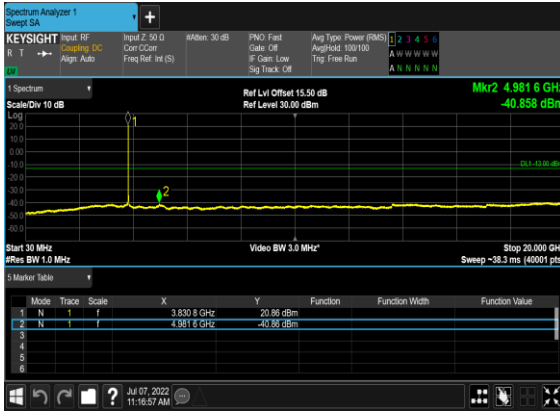 Spectrum Analyzer 1
Swept SA
+
KEYSIGHT Input: RF Input Z: 50 Ω #Atten: 30 dB PNO: Fast Avg Type: Power (RMS) 1 2 3 4 5 6
R T Coupling: DC Corr CCorr Gate: Off Avg|Hold: 100/100 A W W W W W
Align: Auto Freq Ref: Int (S) IF Gain: Low Trig: Free Run
Sig Track: Off A N N N N N
1 Spectrum
Ref Lvl Offset 15.50 dB Mkr2 4.981 6 GHz
Scale/Div 10 dB Ref Level 30.00 dBm -40.858 dBm
Log
1
20.0
10.0
0.00
-10.0
DL1 -13.00 dBm
-20.0
-30.0
2
-40.0
-50.0
-60.0
Start 30 MHz Video BW 3.0 MHz* Stop 20.000 GH
#Res BW 1.0 MHz Sweep ~38.3 ms (40001 pts
5 Marker Table
Mode Trace Scale X Y Function Function Width Function Value
1 N 1 f 3.830 8 GHz 20.86 dBm
2 N 1 f 4.981 6 GHz -40.86 dBm
3
4
5
6
? Jul 07, 2022
11:16:57 AM